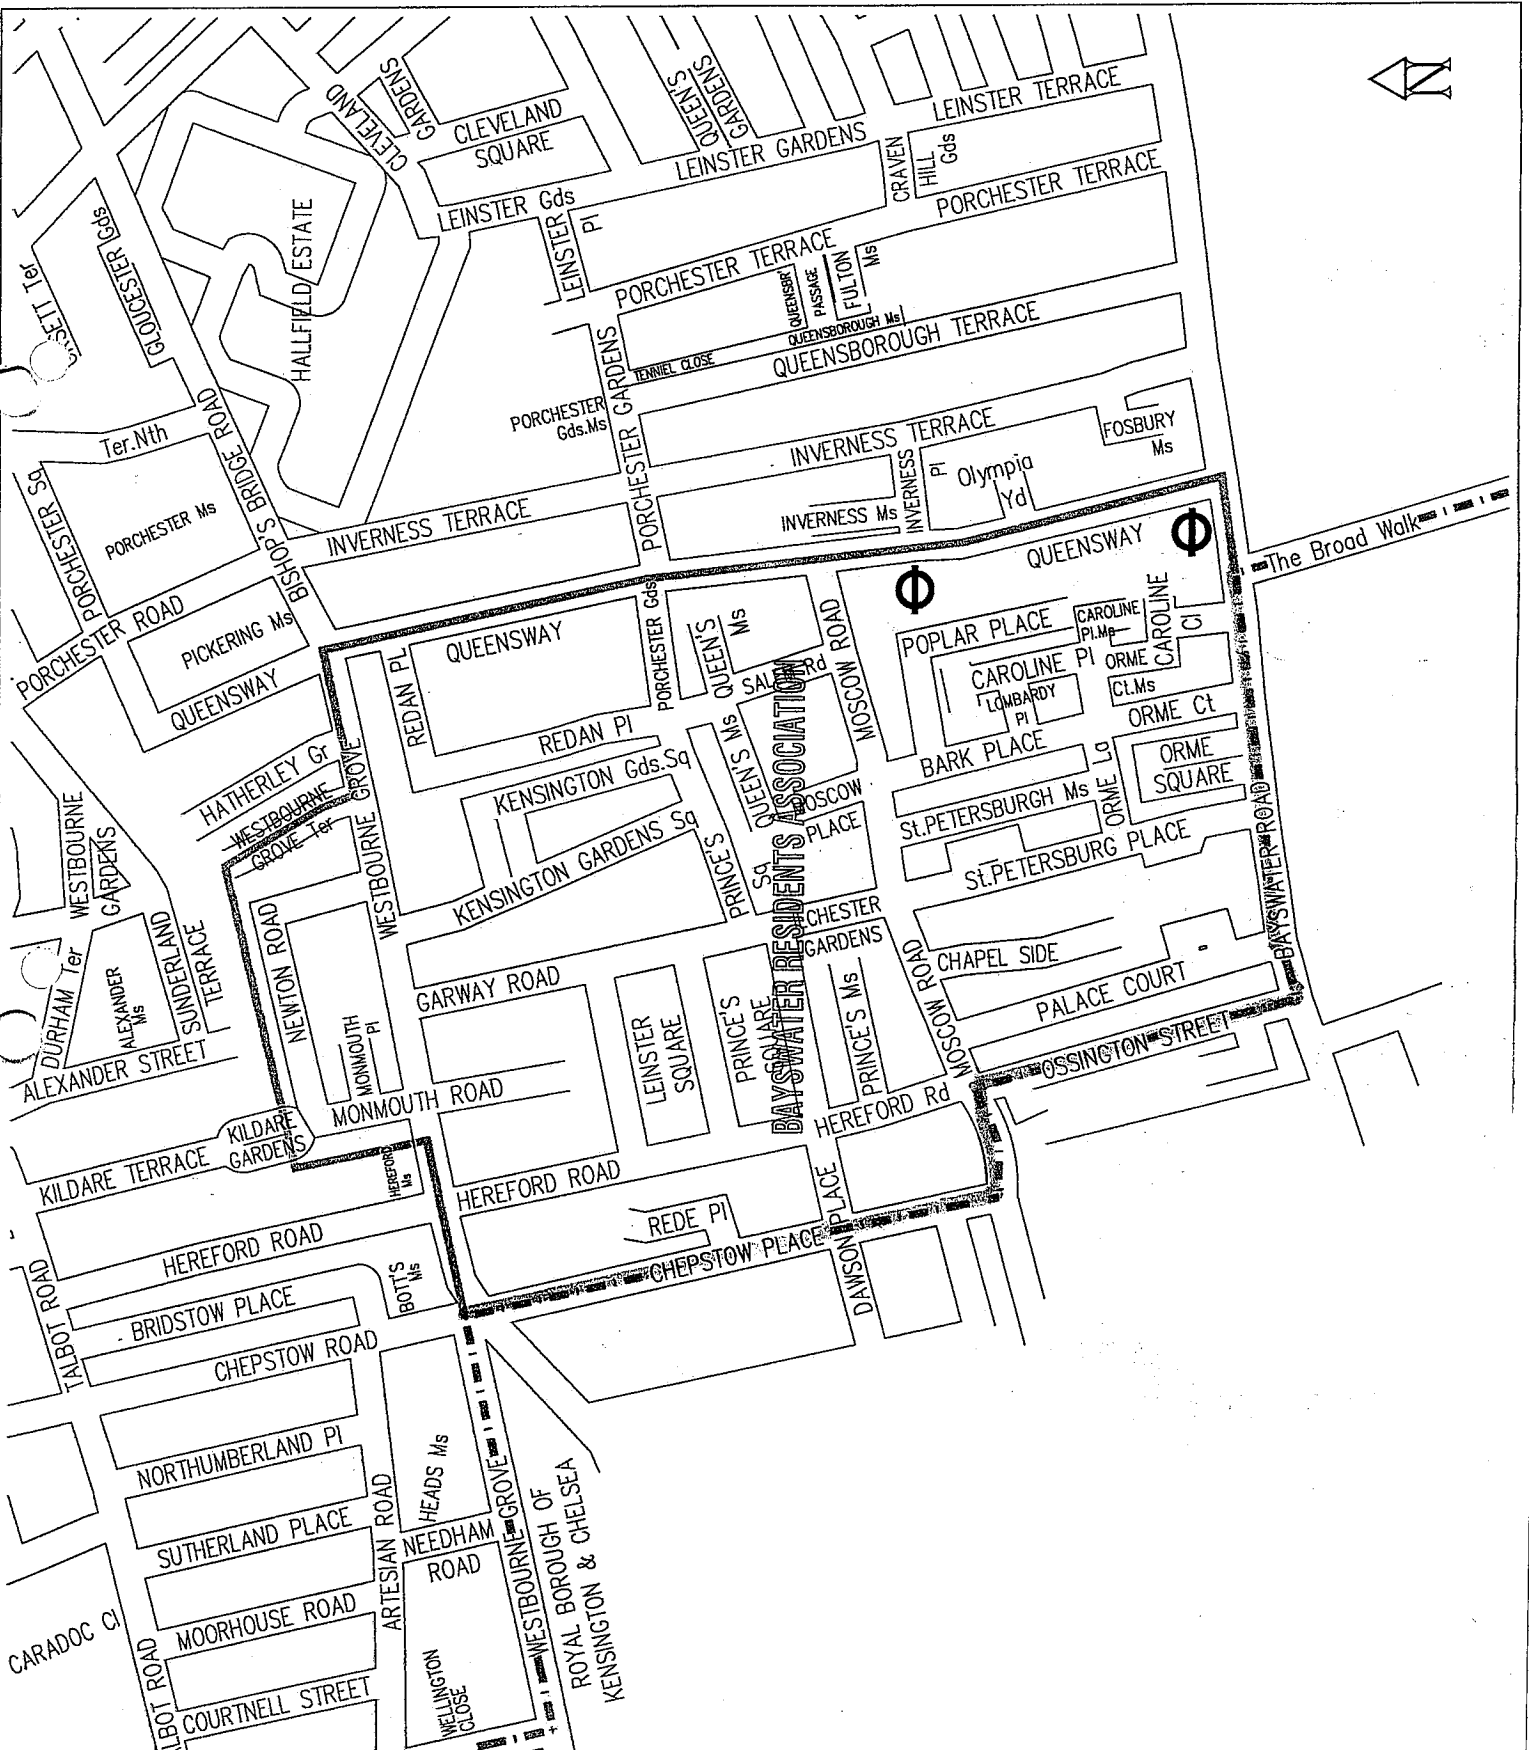 N
CLEVELAND
GARDENS
CLEVELAND
SQUARE
QUEEN'S
GARDENS
LEINSTER TERRACE
LEINSTER GARDENS
CRAVEN
HILL
Gds
PORCHESTER TERRACE
LEINSTER Gds
LEINSTER
Pl
GLOUCESTER Gds
HALLFIELD ESTATE
PORCHESTER TERRACE
PASSAGE
FULTON
Ms
QUEENSBOROUGH Ms
QUEENSBOROUGH TERRACE
TENNIEL CLOSE
PORCHESTER
Gds.Ms
PORCHESTER GARDENS
Ter.Nth
PORCHESTER Sq
PORCHESTER Ms
BISHOP'S BRIDGE ROAD
INVERNESS TERRACE
INVERNESS TERRACE
FOSBURY
Ms
INVERNESS
Pl
Olympia
Yd
INVERNESS Ms
QUEENSWAY
The Broad Walk
PORCHESTER ROAD
PICKERING Ms
QUEENSWAY
QUEENSWAY
REDAN PL
PORCHESTER Gds
QUEEN'S
Ms
MOSCOW ROAD
POPLAR PLACE
CAROLINE
Pl.Ms
CAROLINE
Cl
CAROLINE Pl
LOMBARDY
Pl
ORME
Ct.Ms
ORME Ct
REDAN Pl
HATHERLEY Gr
WESTBOURNE
GROVE Ter
WESTBOURNE GROVE
KENSINGTON Gds.Sq
KENSINGTON GARDENS Sq
QUEEN'S Ms
MOSCOW
PLACE
BARK PLACE
St.PETERSBURGH Ms
ORME La
ORME
SQUARE
St.PETERSBURG PLACE
BAYSWATER ROAD
BAYSWATER RESIDENTS ASSOCIATION
PRINCE'S
Sq
WESTBOURNE
GARDENS
DURHAM Ter
ALEXANDER
Ms
SUNDERLAND
TERRACE
ALEXANDER STREET
NEWTON ROAD
MONMOUTH
Pl
GARWAY ROAD
LEINSTER
SQUARE
PRINCE'S
SQUARE
CHESTER
GARDENS
PRINCE'S Ms
MOSCOW ROAD
CHAPEL SIDE
PALACE COURT
OSSINGTON STREET
HEREFORD Rd
KILDARE TERRACE
KILDARE
GARDENS
MONMOUTH ROAD
HEREFORD
Ms
HEREFORD ROAD
REDE Pl
CHEPSTOW PLACE
DAWSON PLACE
HEREFORD ROAD
BOTT'S
Ms
TALBOT ROAD
BRIDSTOW PLACE
CHEPSTOW ROAD
NORTHUMBERLAND Pl
HEADS Ms
SUTHERLAND PLACE
ARTESIAN ROAD
NEEDHAM
ROAD
WESTBOURNE GROVE
ROYAL BOROUGH OF
KENSINGTON & CHELSEA
MOORHOUSE ROAD
CARADOC Cl
COURTNELL STREET
WELLINGTON
CLOSE